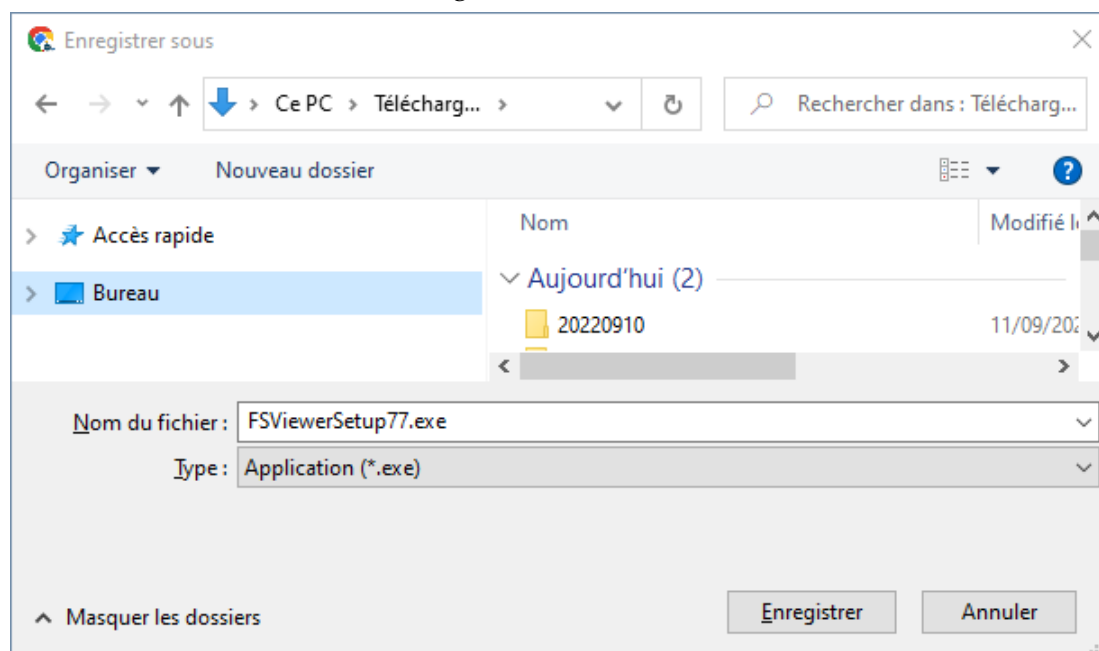 Enregistrer sous
Ce PC > Télécharg... >
Rechercher dans : Télécharg...
Organiser
Nouveau dossier
Accès rapide
Bureau
Nom
Modifié l
Aujourd'hui (2)
20220910
11/09/202
Nom du fichier :
FSViewerSetup77.exe
Type :
Application (*.exe)
Masquer les dossiers
Enregistrer
Annuler